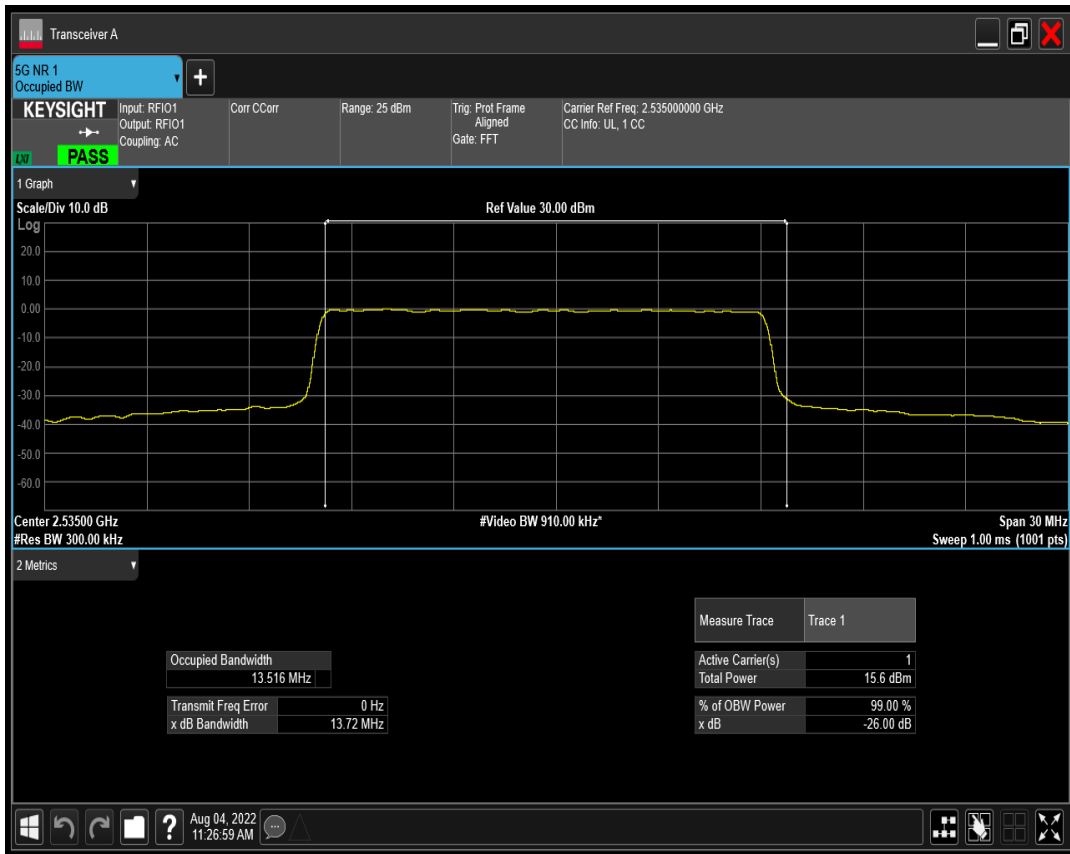 Transceiver A
5G NR 1
Occupied BW
+
KEYSIGHT
LXI
PASS
Input: RFIO1
Output: RFIO1
Coupling: AC
Corr CCorr
Range: 25 dBm
Trig: Prot Frame
Aligned
Gate: FFT
Carrier Ref Freq: 2.535000000 GHz
CC Info: UL, 1 CC
1 Graph
Scale/Div 10.0 dB
Ref Value 30.00 dBm
Log
20.0
10.0
0.00
-10.0
-20.0
-30.0
-40.0
-50.0
-60.0
Center 2.53500 GHz
#Video BW 910.00 kHz*
Span 30 MHz
#Res BW 300.00 kHz
Sweep 1.00 ms (1001 pts)
2 Metrics
Measure Trace Trace 1
Occupied Bandwidth
13.516 MHz
Active Carrier(s) 1
Total Power 15.6 dBm
Transmit Freq Error 0 Hz
x dB Bandwidth 13.72 MHz
% of OBW Power 99.00 %
x dB -26.00 dB
?
Aug 04, 2022
11:26:59 AM